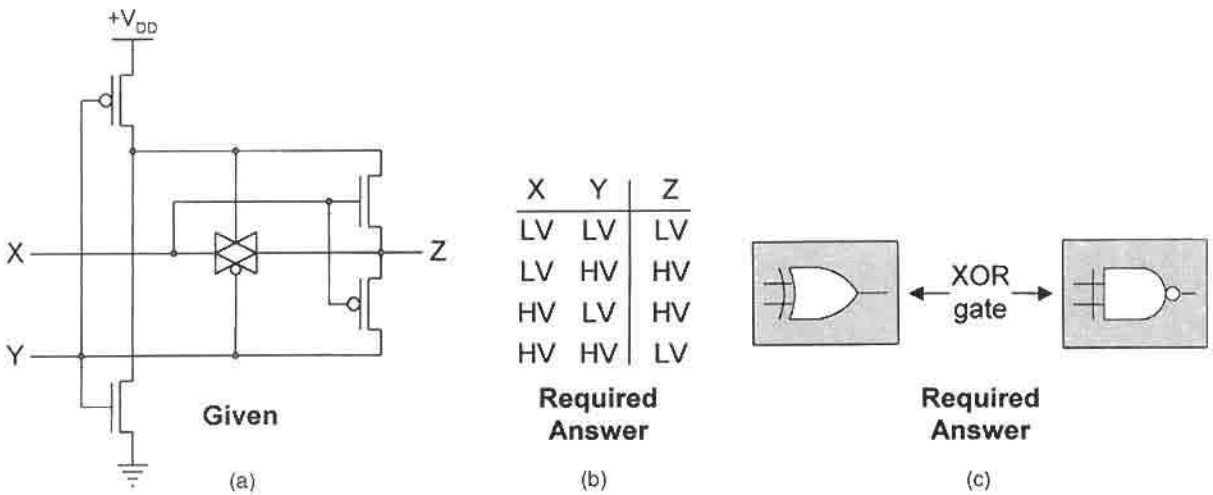 +V_DD
X
Z
Y
Given
(a)
X Y Z
LV LV LV
LV HV HV
HV LV HV
HV HV LV
Required
Answer
(b)
XOR
gate
Required
Answer
(c)